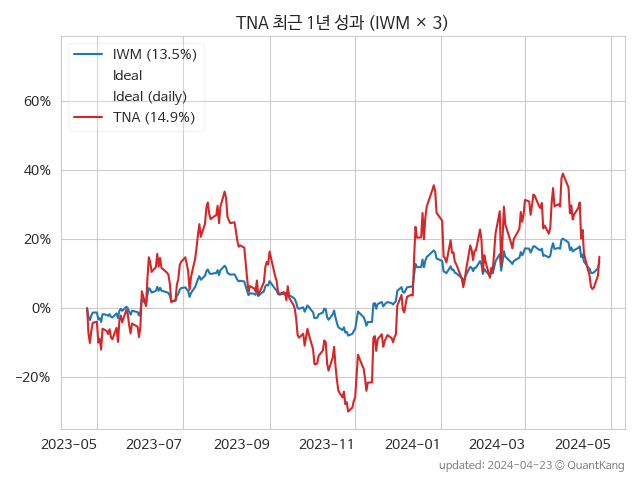 TNA 최근 1년 성과 (IWM × 3)
IWM (13.5%)
Ideal
Ideal (daily)
TNA (14.9%)
60%
40%
20%
0%
−20%
2023−05 2023−07 2023−09 2023−11 2024−01 2024−03 2024−05
updated: 2024−04−23 ⓒ QuantKang